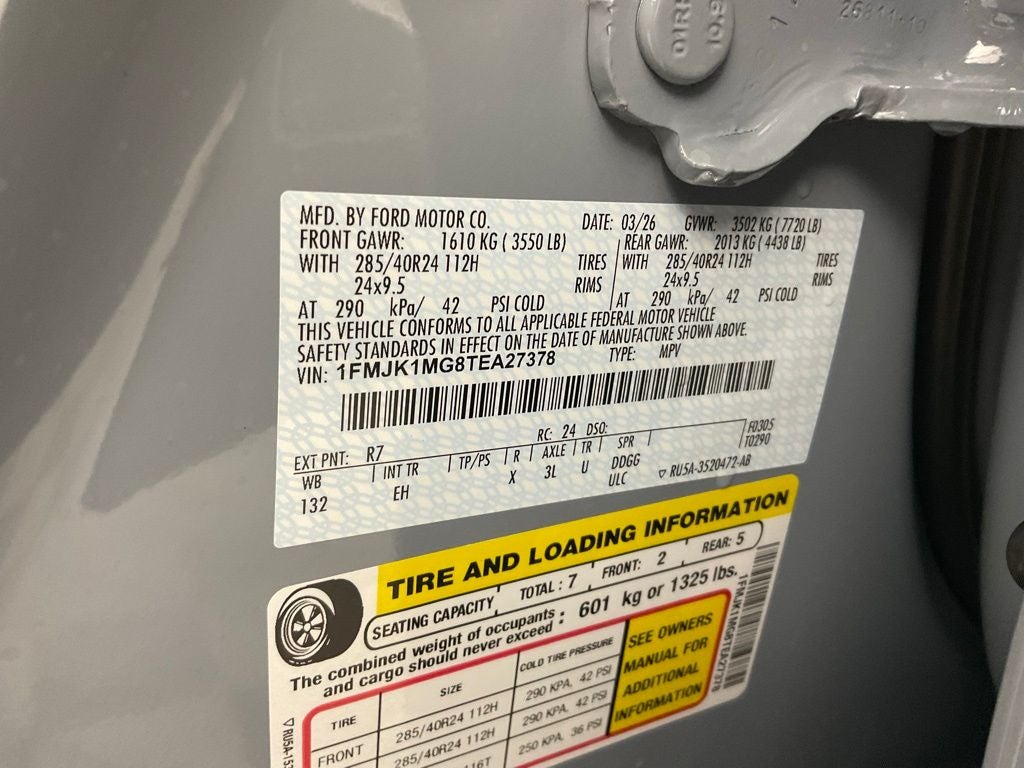 01RR
10.9
MFD. BY FORD MOTOR CO. DATE: 03/26 GVWR: 3502 KG ( 7720 LB)
FRONT GAWR: 1610 KG ( 3550 LB) REAR GAWR: 2013 KG ( 4438 LB)
WITH 285/40R24 112H TIRES WITH 285/40R24 112H TIRES
24x9.5 RIMS 24x9.5 RIMS
AT 290 kPa/ 42 PSI COLD AT 290 kPa/ 42 PSI COLD
THIS VEHICLE CONFORMS TO ALL APPLICABLE FEDERAL MOTOR VEHICLE
SAFETY STANDARDS IN EFFECT ON THE DATE OF MANUFACTURE SHOWN ABOVE.
VIN: 1FMJK1MG8TEA27378 TYPE: MPV
EXT PNT: R7 RC: 24 DSO: F0305
WB INT TR TP/PS R AXLE TR SPR T0290
132 EH X 3L U DDGG
ULC ▽ RU5A-3520472-AB
TIRE AND LOADING INFORMATION
SEATING CAPACITY TOTAL : 7 FRONT: 2 REAR: 5
The combined weight of occupants and cargo should never exceed : 601 kg or 1325 lbs.
TIRE SIZE COLD TIRE PRESSURE
FRONT 285/40R24 112H 290 KPA, 42 PSI
285/40R24 112H 290 KPA, 42 PSI
116T 250 KPA, 36 PSI
SEE OWNERS
MANUAL FOR
ADDITIONAL
INFORMATION
1FMJK1MG8TEA27378